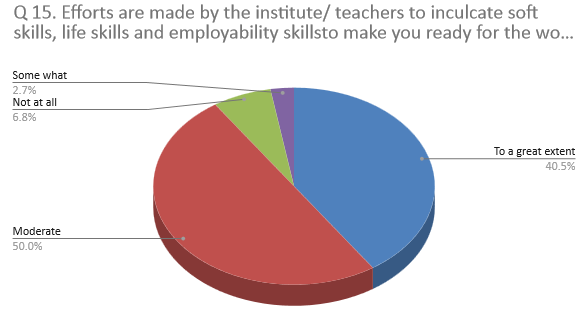 Q 15. Efforts are made by the institute/ teachers to inculcate soft
skills, life skills and employability skillsto make you ready for the wo...
Some what
2.7%
Not at all
6.8%
To a great extent
40.5%
Moderate
50.0%